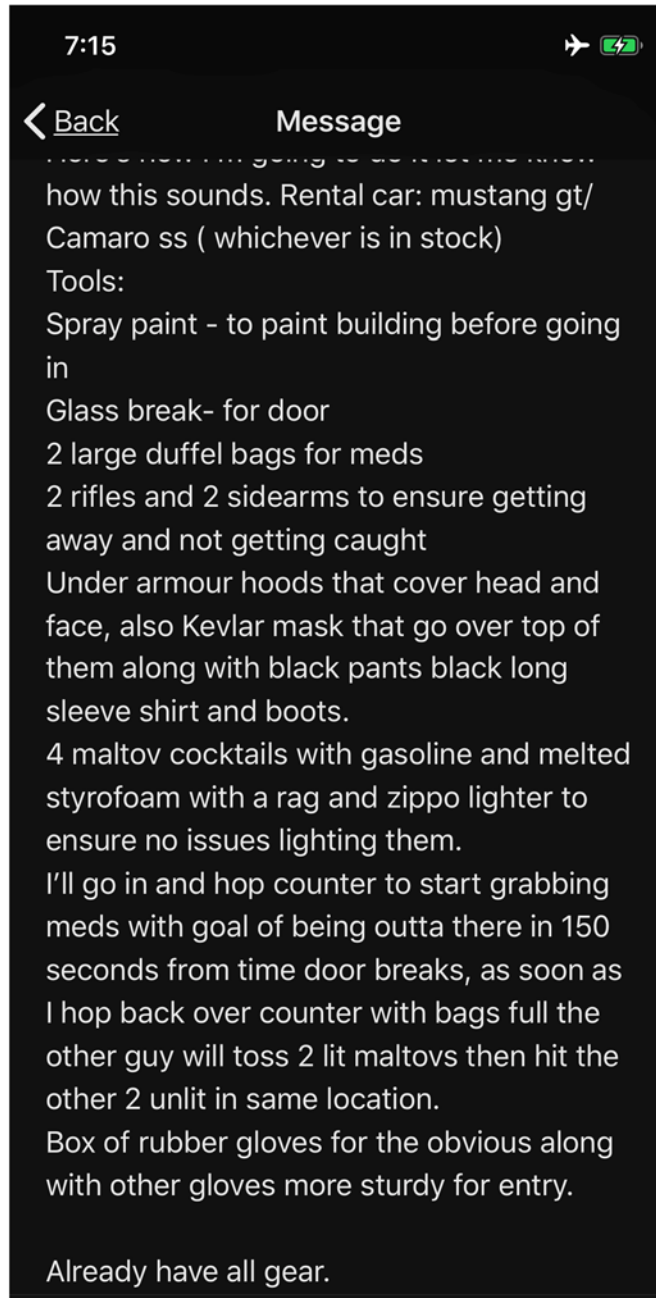 7:15
Back
Message
how this sounds. Rental car: mustang gt/
Camaro ss ( whichever is in stock)
Tools:
Spray paint - to paint building before going
in
Glass break- for door
2 large duffel bags for meds
2 rifles and 2 sidearms to ensure getting
away and not getting caught
Under armour hoods that cover head and
face, also Kevlar mask that go over top of
them along with black pants black long
sleeve shirt and boots.
4 maltov cocktails with gasoline and melted
styrofoam with a rag and zippo lighter to
ensure no issues lighting them.
I’ll go in and hop counter to start grabbing
meds with goal of being outta there in 150
seconds from time door breaks, as soon as
I hop back over counter with bags full the
other guy will toss 2 lit maltovs then hit the
other 2 unlit in same location.
Box of rubber gloves for the obvious along
with other gloves more sturdy for entry.
Already have all gear.